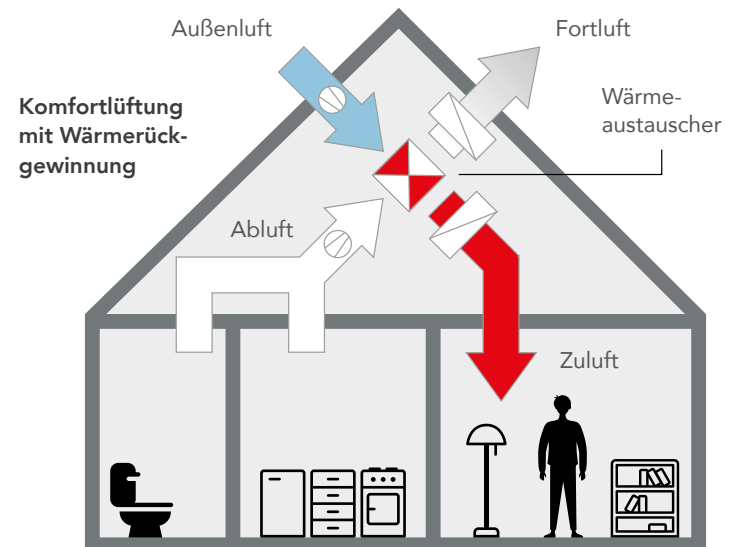 Außenluft
Fortluft
Komfortlüftung
mit Wärmerück-
gewinnung
Wärme-
austauscher
Abluft
Zuluft